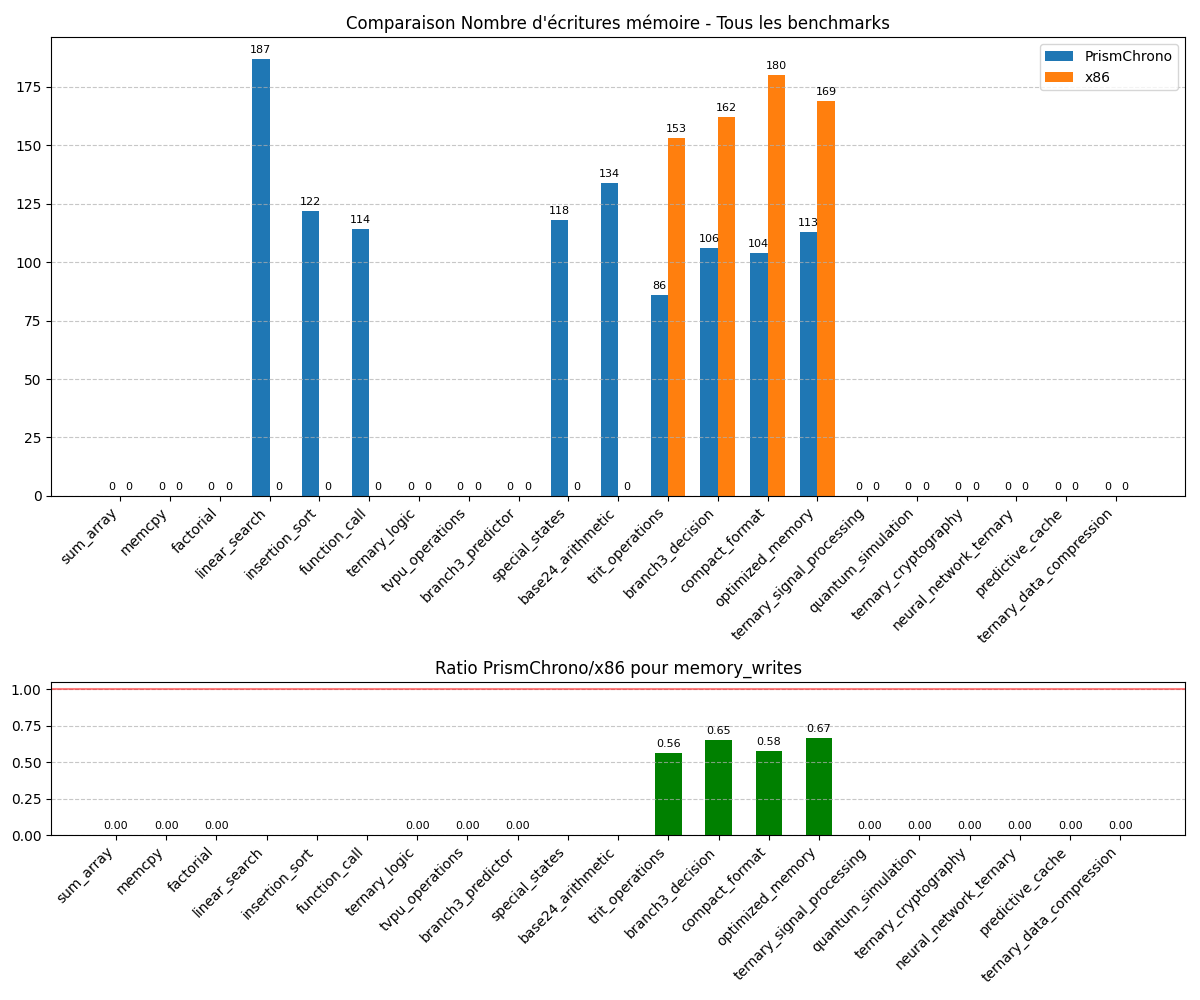 Comparaison Nombre d'écritures mémoire - Tous les benchmarks
PrismChrono
x86
175
150
125
100
75
50
25
0
0 0 0 0 0 0 187 0 122 0 114 0 0 0 0 0 0 0 118 0 134 0 86 153 106 162 104 180 113 169 0 0 0 0 0 0 0 0 0 0 0 0
sum_array
memcpy
factorial
linear_search
insertion_sort
function_call
ternary_logic
tvpu_operations
branch3_predictor
special_states
base24_arithmetic
trit_operations
branch3_decision
compact_format
optimized_memory
ternary_signal_processing
quantum_simulation
ternary_cryptography
neural_network_ternary
predictive_cache
ternary_data_compression
Ratio PrismChrono/x86 pour memory_writes
1.00
0.75
0.50
0.25
0.00
0.00 0.00 0.00 0.00 0.00 0.00 0.56 0.65 0.58 0.67 0.00 0.00 0.00 0.00 0.00 0.00
sum_array
memcpy
factorial
linear_search
insertion_sort
function_call
ternary_logic
tvpu_operations
branch3_predictor
special_states
base24_arithmetic
trit_operations
branch3_decision
compact_format
optimized_memory
ternary_signal_processing
quantum_simulation
ternary_cryptography
neural_network_ternary
predictive_cache
ternary_data_compression